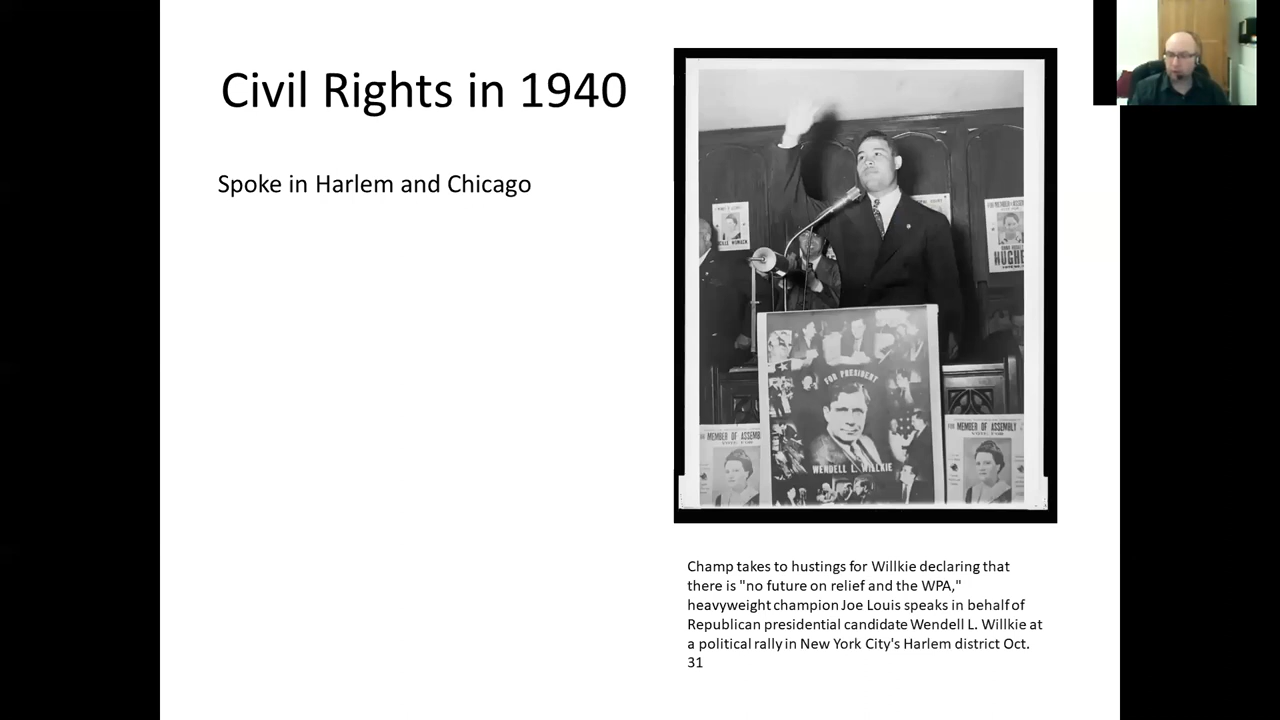 Civil Rights in 1940
Spoke in Harlem and Chicago
HUGHE
FOR PRESIDENT
WENDELL L. WILLKIE
MEMBER OF ASSEMB
FOR MEMBER OF ASSEMBLY
Champ takes to hustings for Willkie declaring that
there is "no future on relief and the WPA,"
heavyweight champion Joe Louis speaks in behalf of
Republican presidential candidate Wendell L. Willkie at
a political rally in New York City's Harlem district Oct.
31